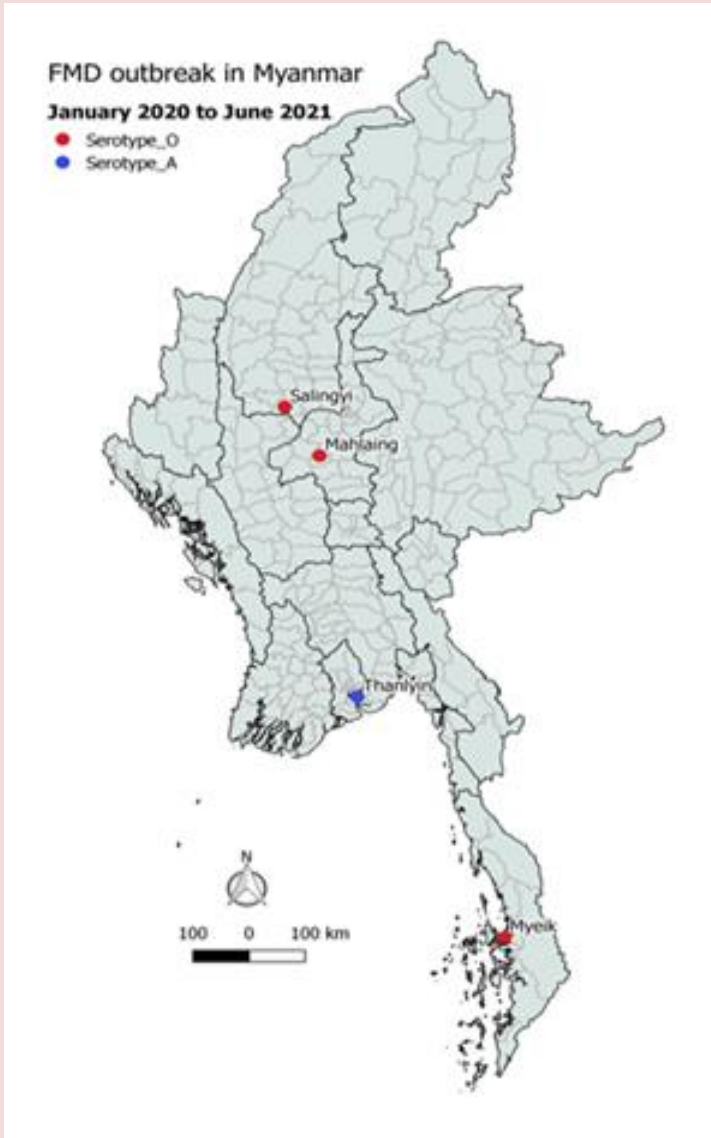 FMD outbreak in Myanmar
January 2020 to June 2021
Serotype_O
Serotype_A
Salingyi
Mahlaing
Thanlyin
Myeik
N
100 0 100 km